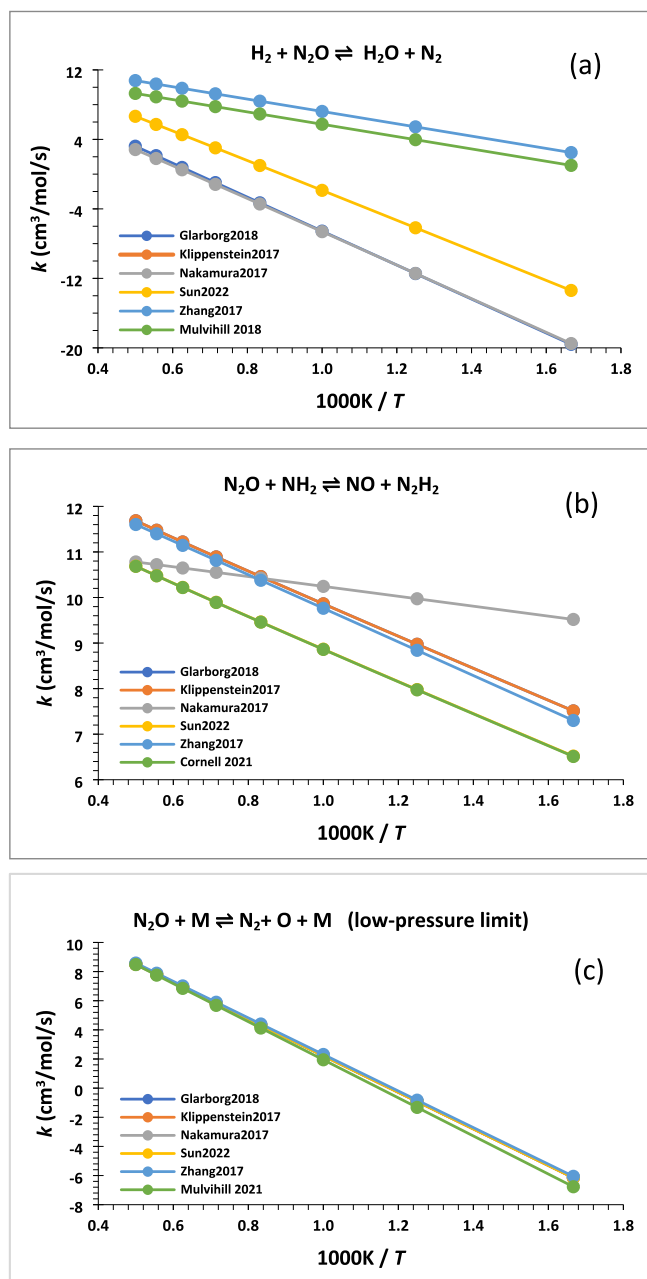 H₂ + N₂O ⇌ H₂O + N₂
(a)
12
4
-4
-12
-20
k (cm³/mol/s)
Glarborg2018
Klippenstein2017
Nakamura2017
Sun2022
Zhang2017
Mulvihill 2018
0.4 0.6 0.8 1.0 1.2 1.4 1.6 1.8
1000K / T
N₂O + NH₂ ⇌ NO + N₂H₂
(b)
12
11
10
9
8
7
6
k (cm³/mol/s)
Glarborg2018
Klippenstein2017
Nakamura2017
Sun2022
Zhang2017
Cornell 2021
0.4 0.6 0.8 1.0 1.2 1.4 1.6 1.8
1000K / T
N₂O + M ⇌ N₂+ O + M (low-pressure limit)
(c)
10
8
6
4
2
0
-2
-4
-6
-8
k (cm³/mol/s)
Glarborg2018
Klippenstein2017
Nakamura2017
Sun2022
Zhang2017
Mulvihill 2021
0.4 0.6 0.8 1.0 1.2 1.4 1.6 1.8
1000K / T